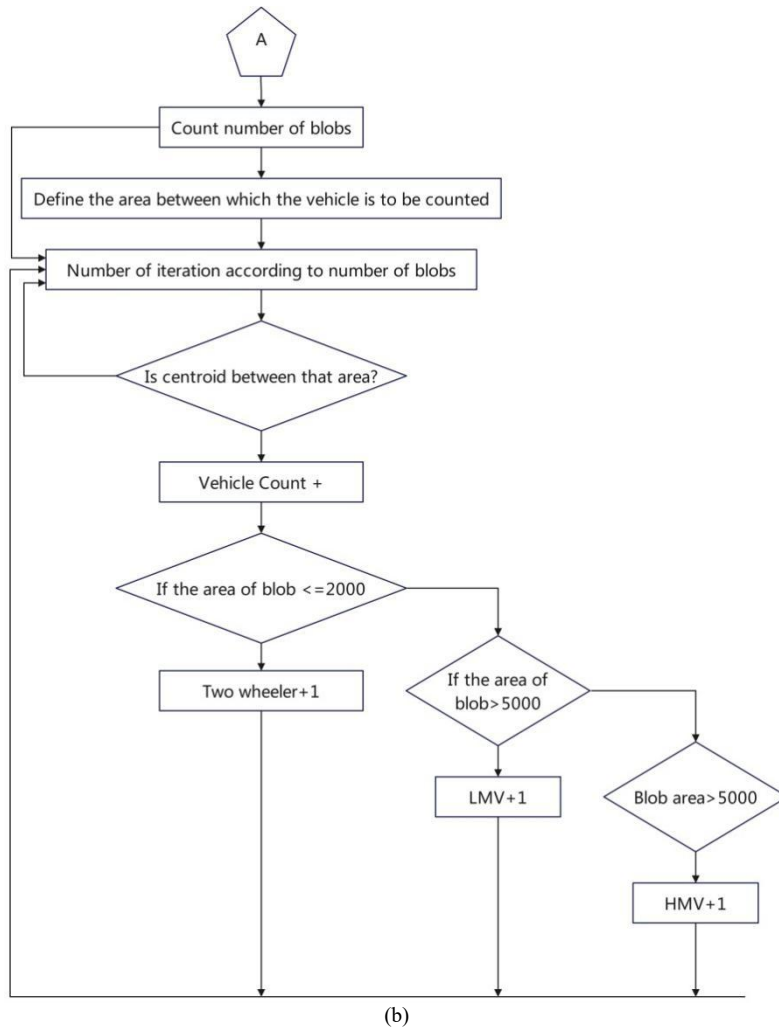 A
Count number of blobs
Define the area between which the vehicle is to be counted
Number of iteration according to number of blobs
Is centroid between that area?
Vehicle Count +
If the area of blob <=2000
Two wheeler+1
If the area of
blob>5000
LMV+1
Blob area>5000
HMV+1
(b)